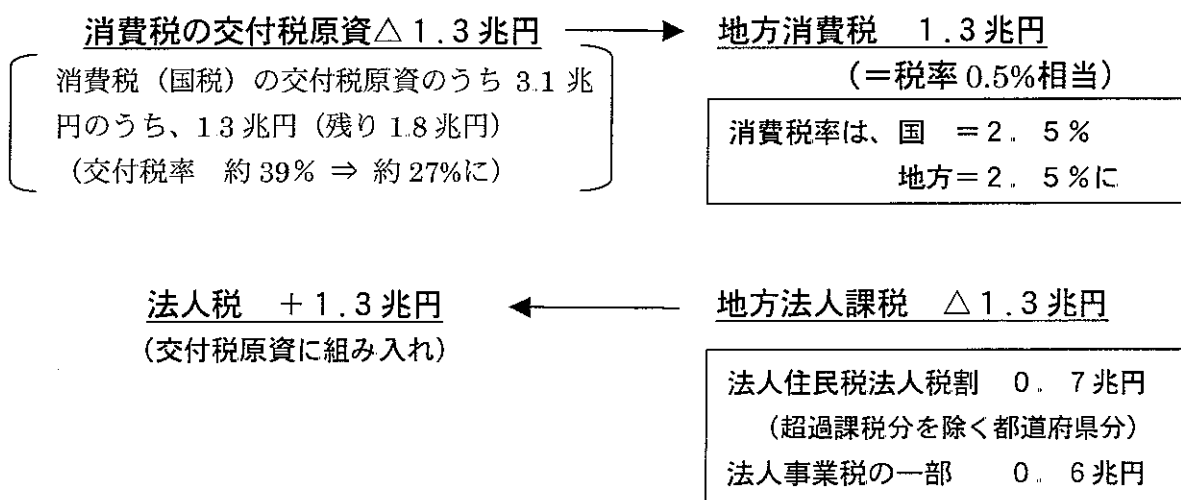 消費税の交付税原資△1.3兆円
地方消費税　1.3兆円
（＝税率0.5%相当）
消費税（国税）の交付税原資のうち 3.1 兆
円のうち、1.3 兆円（残り 1.8 兆円）
（交付税率　約39％ ⇒ 約27%に）
消費税率は、国　＝2．5％
地方＝2．5％に
法人税　＋1.3兆円
（交付税原資に組み入れ）
地方法人課税　△1.3兆円
法人住民税法人税割　0．7兆円
（超過課税分を除く都道府県分）
法人事業税の一部　0．6兆円